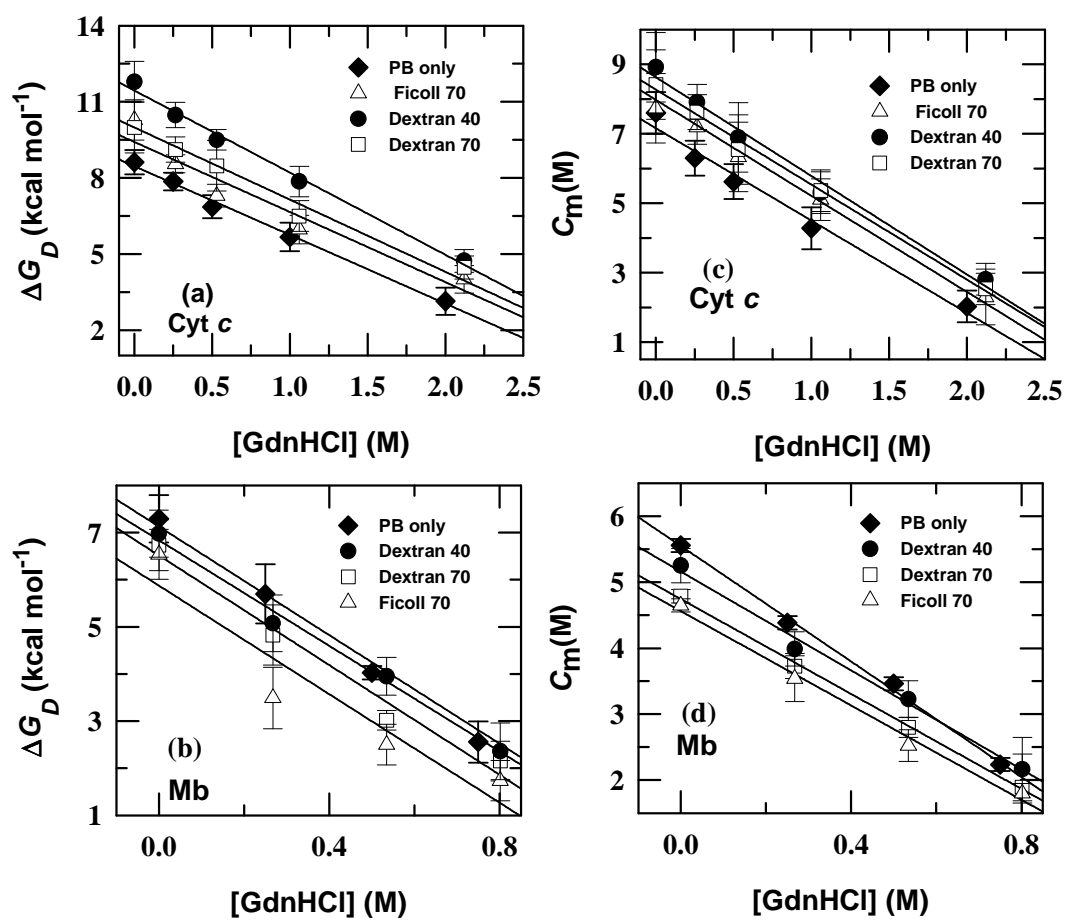 14
11
8
5
2
ΔG_D (kcal mol⁻¹)
PB only
Ficoll 70
Dextran 40
Dextran 70
(a)
Cyt c
0.0 0.5 1.0 1.5 2.0 2.5
[GdnHCl] (M)
9
7
5
3
1
C_m(M)
PB only
Ficoll 70
Dextran 40
Dextran 70
(c)
Cyt c
0.0 0.5 1.0 1.5 2.0 2.5
[GdnHCl] (M)
7
5
3
1
ΔG_D (kcal mol⁻¹)
PB only
Dextran 40
Dextran 70
Ficoll 70
(b)
Mb
0.0 0.4 0.8
[GdnHCl] (M)
6
5
4
3
2
C_m(M)
PB only
Dextran 40
Dextran 70
Ficoll 70
(d)
Mb
0.0 0.4 0.8
[GdnHCl] (M)